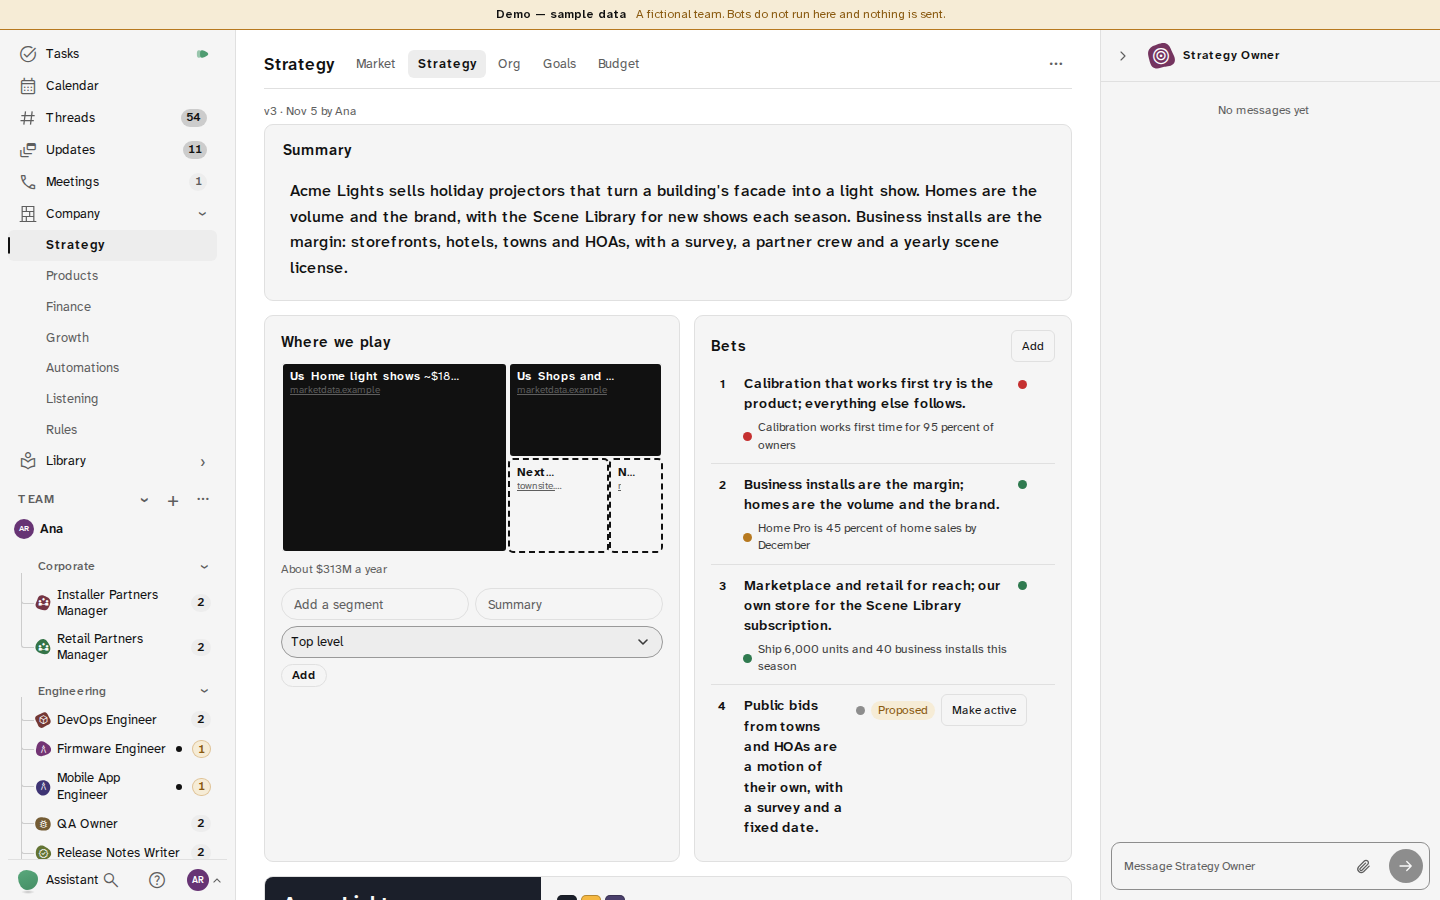 Demo — sample data A fictional team. Bots do not run here and nothing is sent.
Tasks
Calendar
Threads 54
Updates 11
Meetings 1
Company
Strategy
Products
Finance
Growth
Automations
Listening
Rules
Library
TEAM
AR Ana
Corporate
Installer Partners
Manager
2
Retail Partners
Manager
2
Engineering
DevOps Engineer 2
Firmware Engineer 1
Mobile App
Engineer
1
QA Owner 2
Release Notes Writer 2
Assistant
AR
Strategy Market Strategy Org Goals Budget
v3 · Nov 5 by Ana
Summary
Acme Lights sells holiday projectors that turn a building's facade into a light show. Homes are the
volume and the brand, with the Scene Library for new shows each season. Business installs are the
margin: storefronts, hotels, towns and HOAs, with a survey, a partner crew and a yearly scene
license.
Where we play
Us Home light shows ~$18...
marketdata.example
Us Shops and ...
marketdata.example
Next...
townsite....
N...
r
About $313M a year
Add a segment
Summary
Top level
Add
Bets
Add
1 Calibration that works first try is the
product; everything else follows.
Calibration works first time for 95 percent of
owners
2 Business installs are the margin;
homes are the volume and the brand.
Home Pro is 45 percent of home sales by
December
3 Marketplace and retail for reach; our
own store for the Scene Library
subscription.
Ship 6,000 units and 40 business installs this
season
4 Public bids
from towns
and HOAs are
a motion of
their own, with
a survey and a
fixed date.
Proposed
Make active
Strategy Owner
No messages yet
Message Strategy Owner